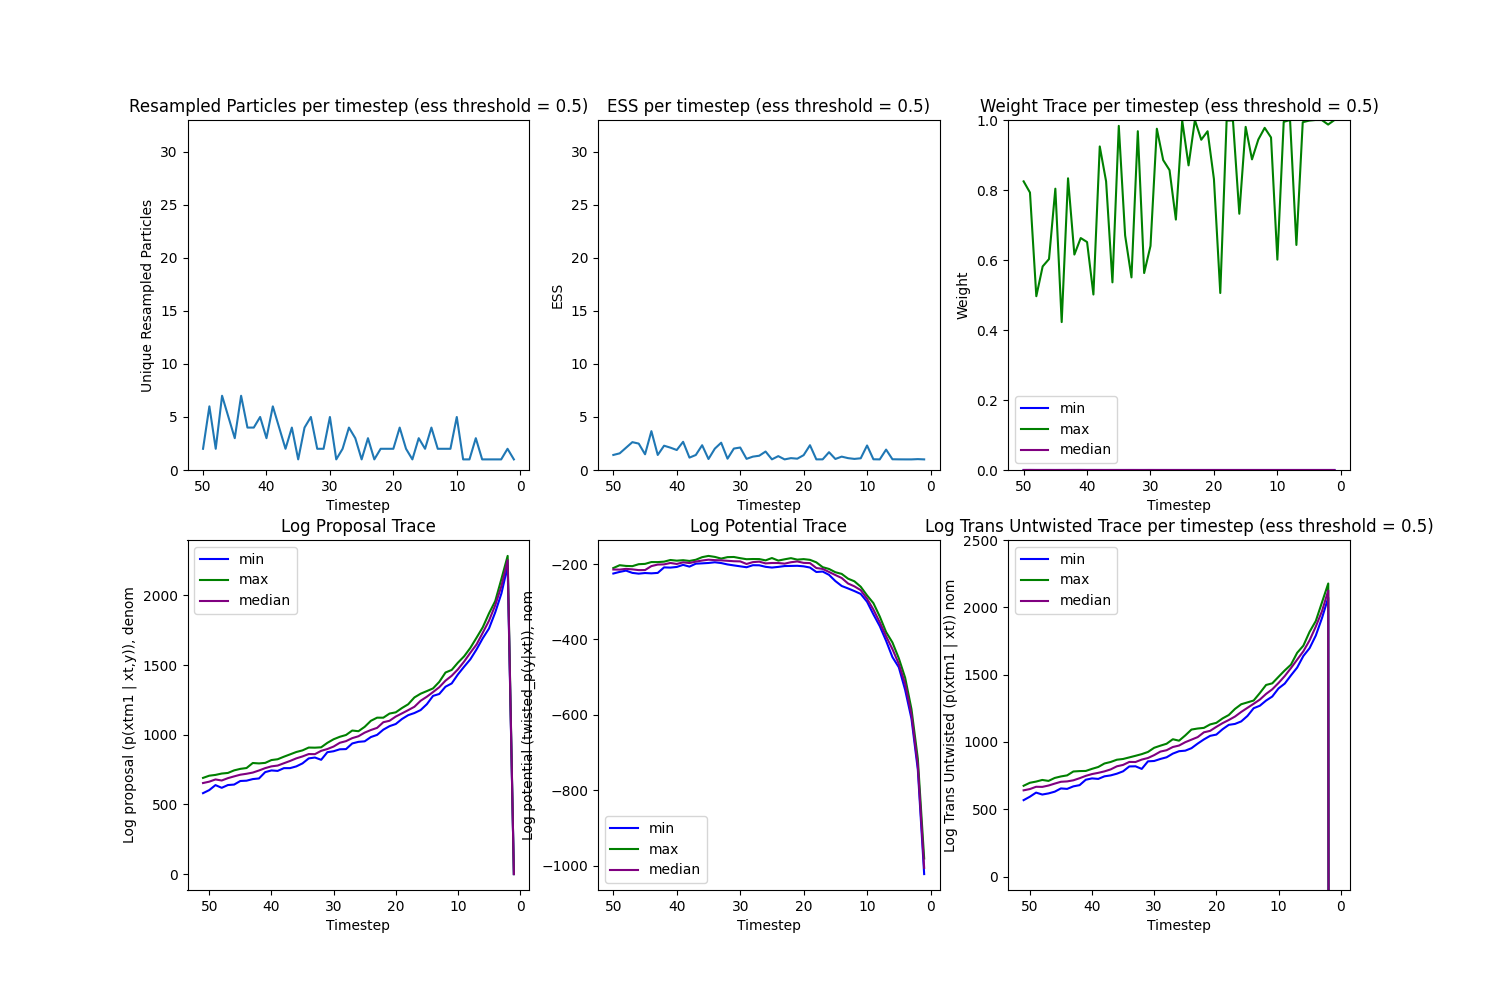 Resampled Particles per timestep (ess threshold = 0.5)
Unique Resampled Particles
30
25
20
15
10
5
0
50 40 30 20 10 0
Timestep
ESS per timestep (ess threshold = 0.5)
ESS
30
25
20
15
10
5
0
50 40 30 20 10 0
Timestep
Weight Trace per timestep (ess threshold = 0.5)
Weight
1.0
0.8
0.6
0.4
0.2
0.0
min
max
median
50 40 30 20 10 0
Timestep
Log Proposal Trace
Log proposal (p(xtm1 | xt,y)), denom
2000
1500
1000
500
0
min
max
median
50 40 30 20 10 0
Timestep
Log Potential Trace
Log potential (twisted_p(y|xt)), nom
−200
−400
−600
−800
−1000
min
max
median
50 40 30 20 10 0
Timestep
Log Trans Untwisted Trace per timestep (ess threshold = 0.5)
Log Trans Untwisted (p(xtm1 | xt)) nom
2500
2000
1500
1000
500
0
min
max
median
50 40 30 20 10 0
Timestep